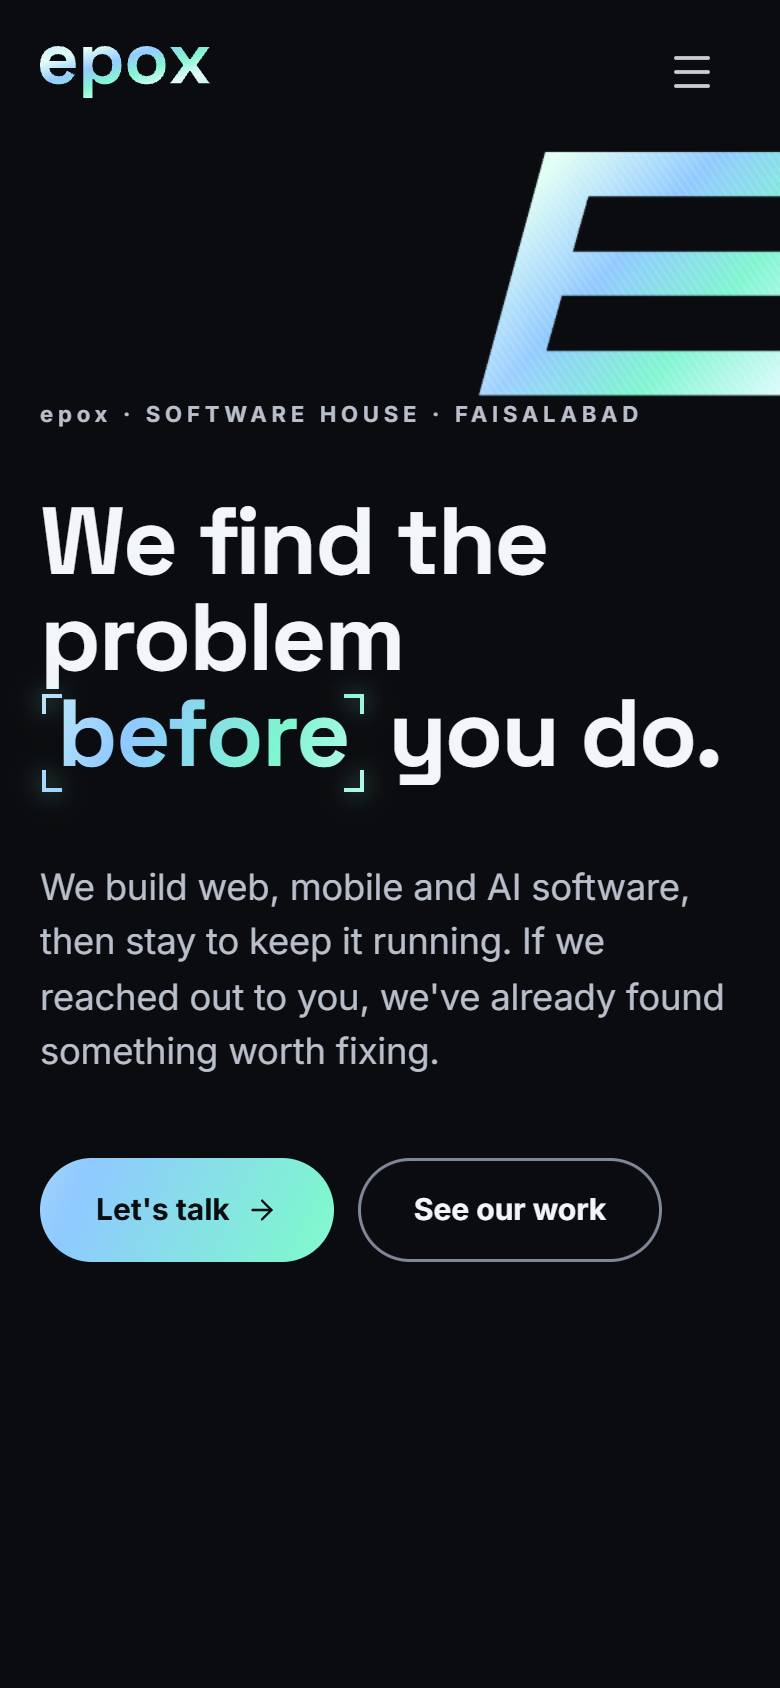 epox
E
epox · SOFTWARE HOUSE · FAISALABAD
We find the
problem
before you do.
We build web, mobile and AI software,
then stay to keep it running. If we
reached out to you, we've already found
something worth fixing.
Let's talk →
See our work